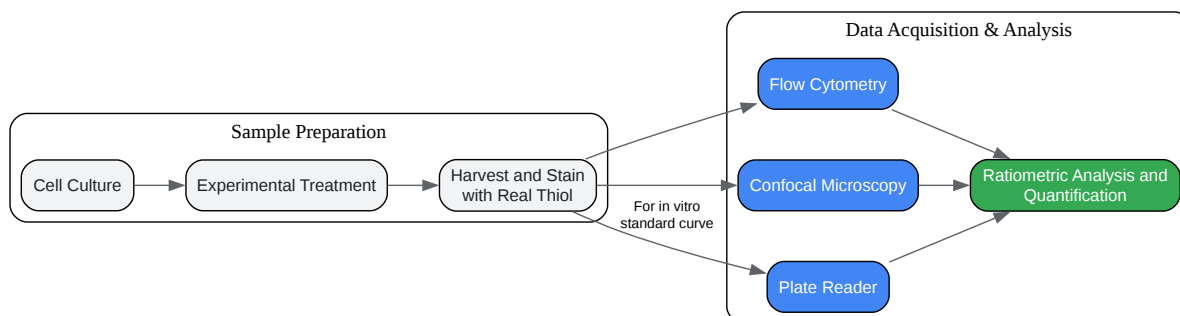 Sample Preparation
Cell Culture
Experimental Treatment
Harvest and Stain
with Real Thiol
For in vitro
standard curve
Data Acquisition & Analysis
Flow Cytometry
Confocal Microscopy
Plate Reader
Ratiometric Analysis and
Quantification